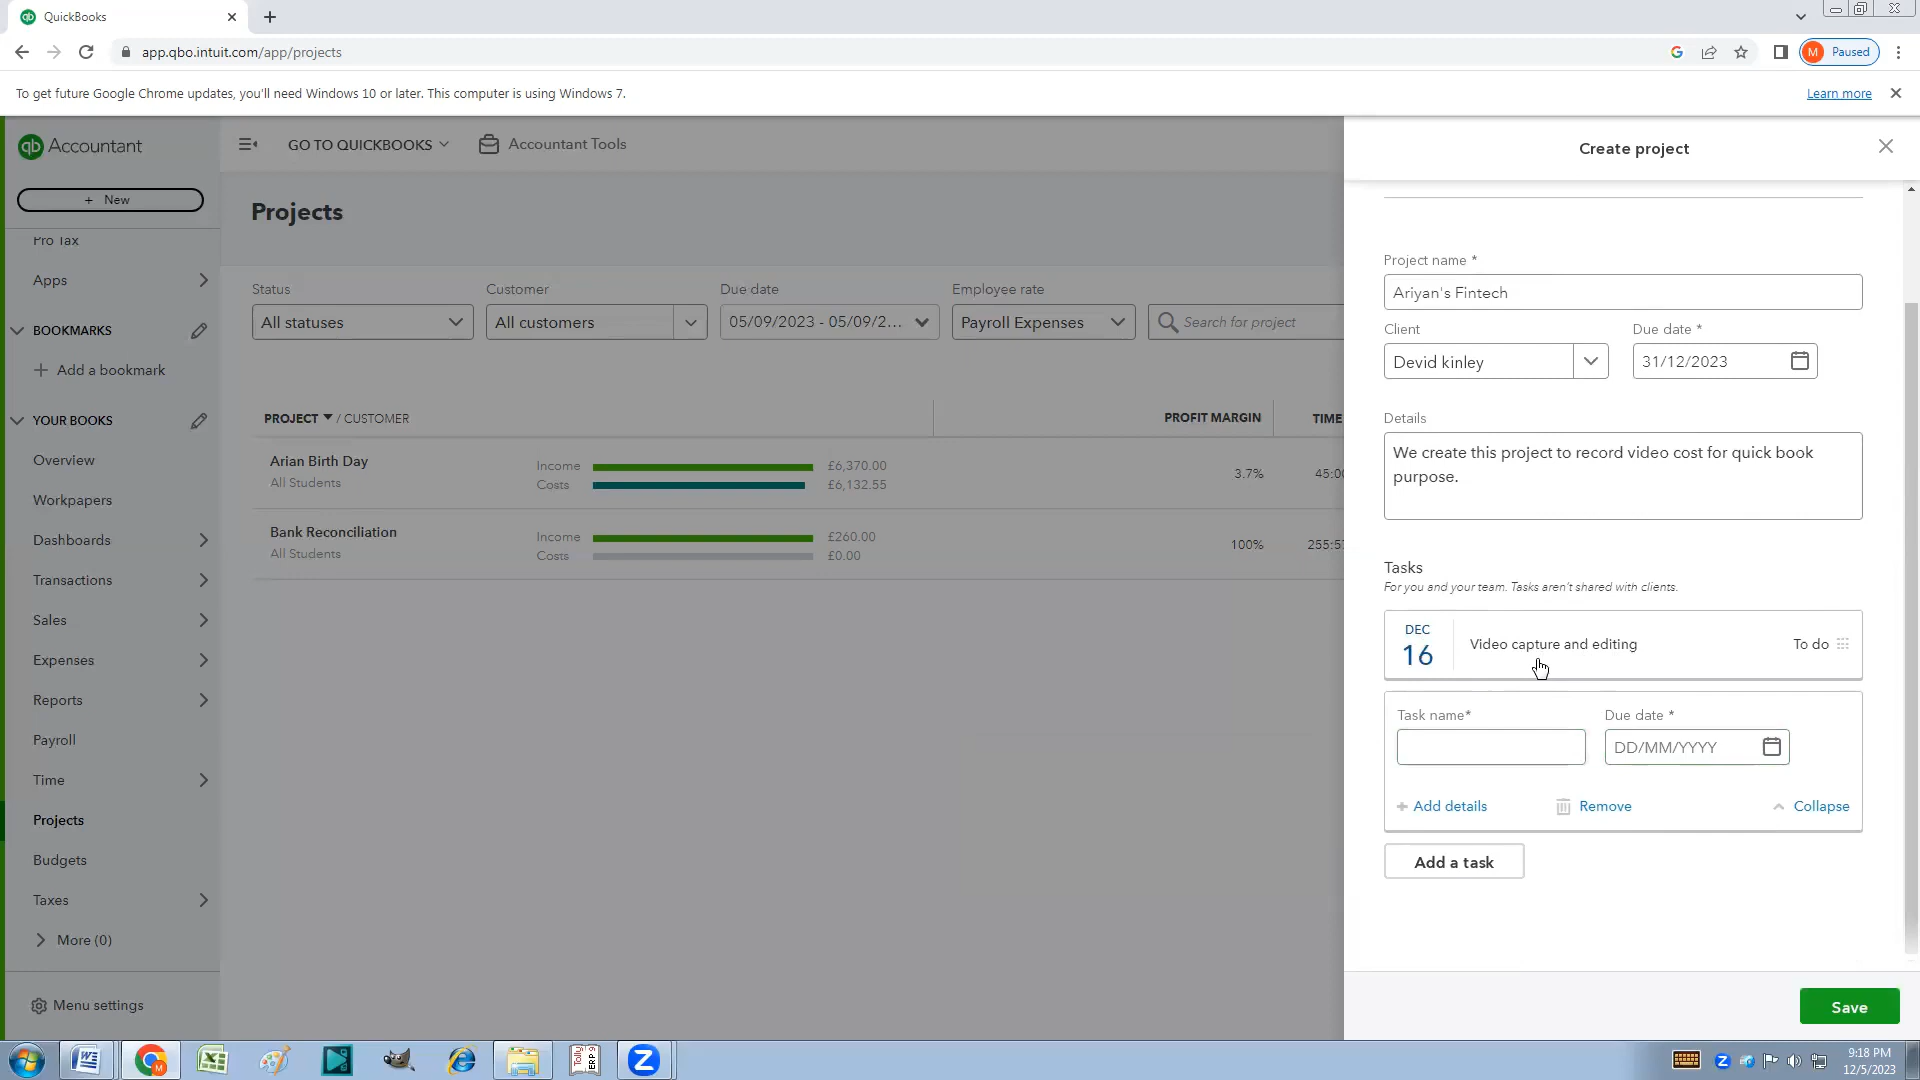 QuickBooks
app.qbo.intuit.com/app/projects
M Paused
To get future Google Chrome updates, you'll need Windows 10 or later. This computer is using Windows 7.
Learn more
qb Accountant
GO TO QUICKBOOKS
Accountant Tools
Create project
+ New
Projects
Pro Tax
Apps
BOOKMARKS
Add a bookmark
YOUR BOOKS
Overview
Workpapers
Dashboards
Transactions
Sales
Expenses
Reports
Payroll
Time
Projects
Budgets
Taxes
More (0)
Menu settings
Status
Customer
Due date
Employee rate
All statuses
All customers
05/09/2023 - 05/09/2...
Payroll Expenses
Search for project
PROJECT / CUSTOMER
PROFIT MARGIN
TIME
Arian Birth Day
All Students
Income
£6,370.00
Costs
£6,132.55
3.7%
45:00
Bank Reconciliation
All Students
Income
£260.00
Costs
£0.00
100%
255:5
Project name *
Ariyan's Fintech
Client
Due date *
Devid kinley
31/12/2023
Details
We create this project to record video cost for quick book
purpose.
Tasks
For you and your team. Tasks aren't shared with clients.
DEC
16
Video capture and editing
To do
Task name*
Due date *
DD/MM/YYYY
+ Add details
Remove
Collapse
Add a task
Save
Tally
ERP 9
9:18 PM
12/5/2023